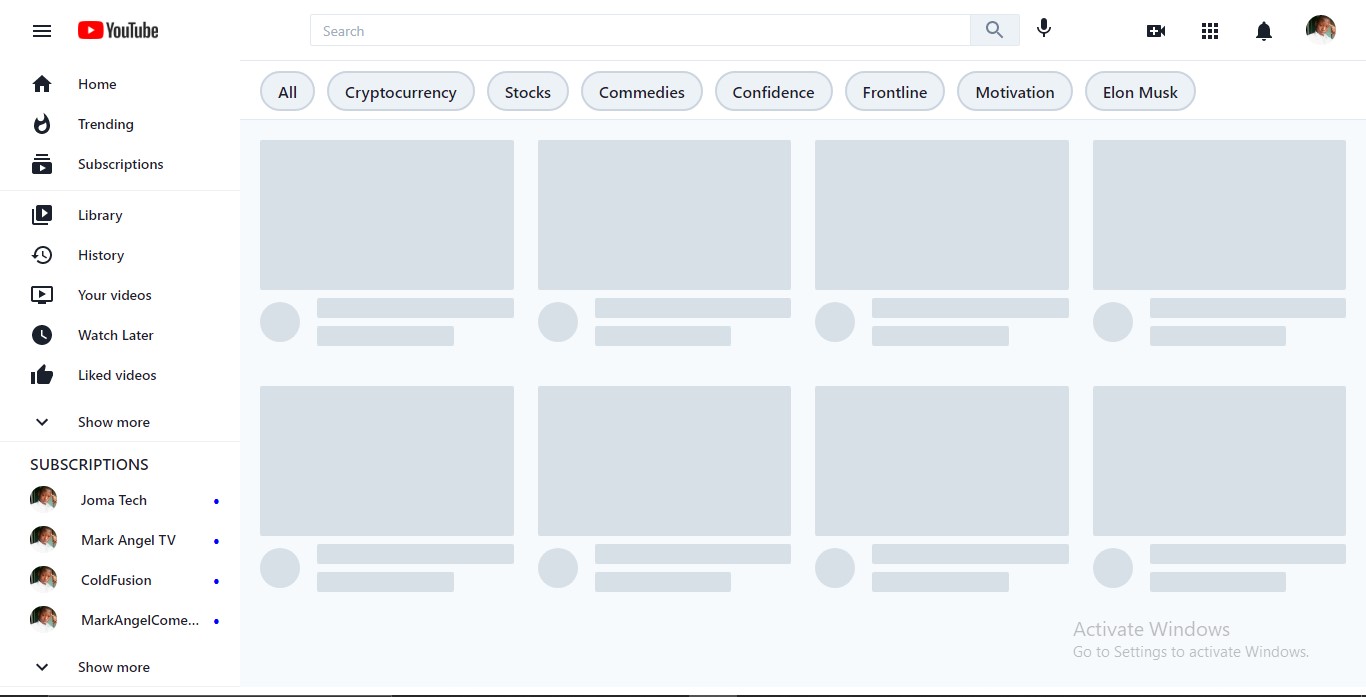 YouTube
Search
Home
Trending
Subscriptions
Library
History
Your videos
Watch Later
Liked videos
Show more
SUBSCRIPTIONS
Joma Tech
Mark Angel TV
ColdFusion
MarkAngelCome...
Show more
All Cryptocurrency Stocks Commedies Confidence Frontline Motivation Elon Musk
Activate Windows
Go to Settings to activate Windows.